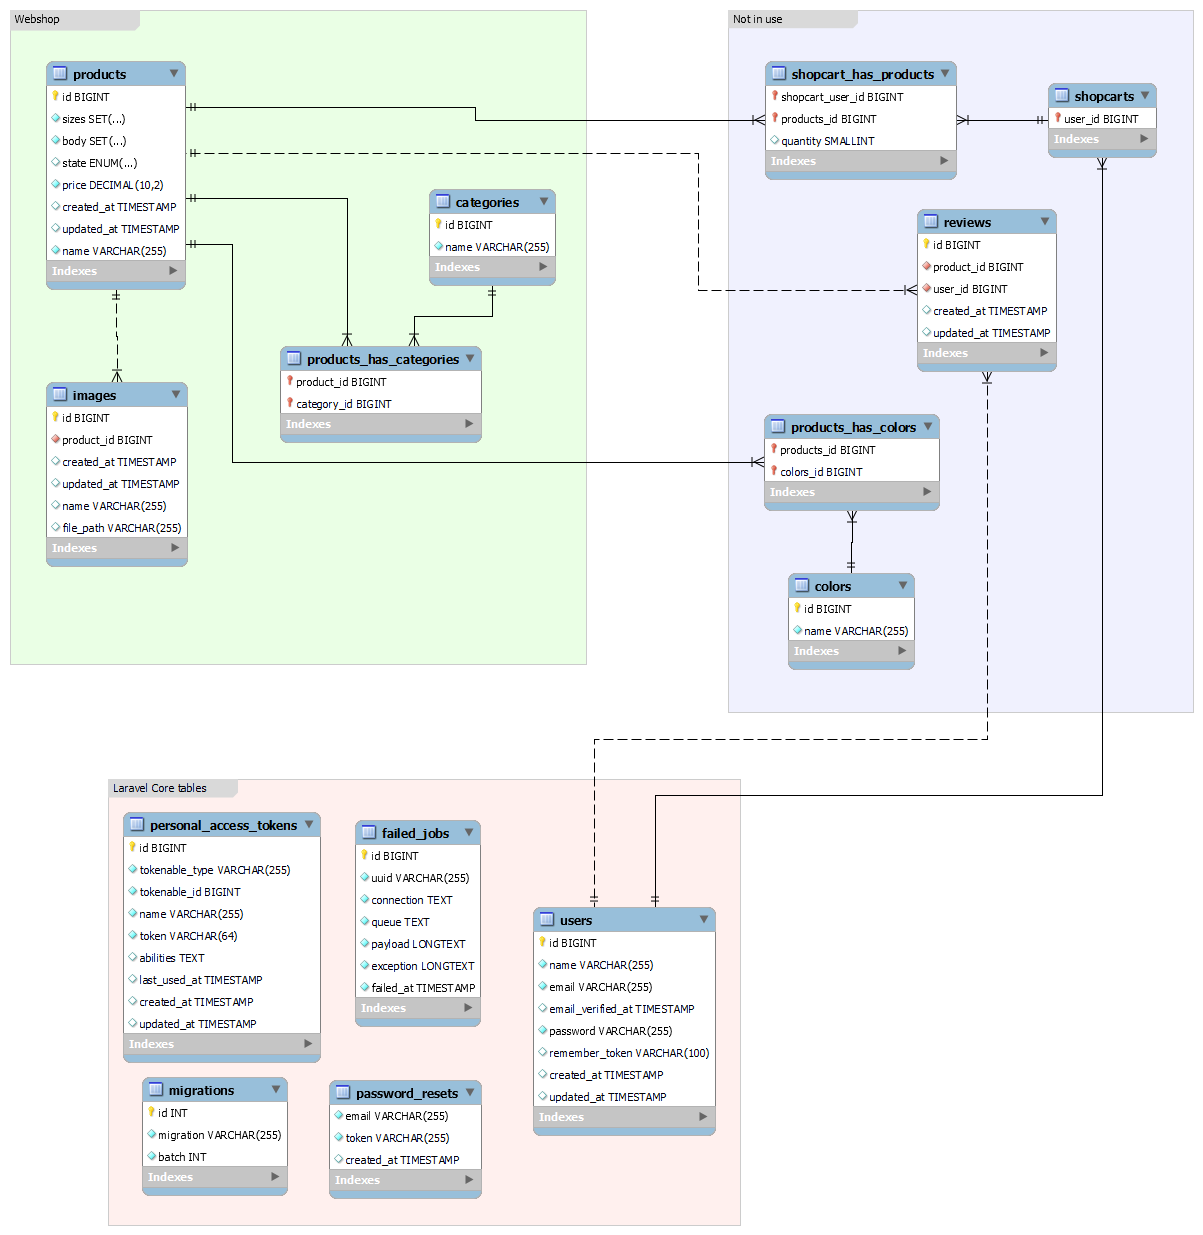 Webshop
products
id BIGINT
sizes SET(...)
body SET(...)
state ENUM(...)
price DECIMAL(10,2)
created_at TIMESTAMP
updated_at TIMESTAMP
name VARCHAR(255)
Indexes
categories
id BIGINT
name VARCHAR(255)
Indexes
products_has_categories
product_id BIGINT
category_id BIGINT
Indexes
images
id BIGINT
product_id BIGINT
created_at TIMESTAMP
updated_at TIMESTAMP
name VARCHAR(255)
file_path VARCHAR(255)
Indexes
Not in use
shopcart_has_products
shopcart_user_id BIGINT
products_id BIGINT
quantity SMALLINT
Indexes
shopcarts
user_id BIGINT
Indexes
reviews
id BIGINT
product_id BIGINT
user_id BIGINT
created_at TIMESTAMP
updated_at TIMESTAMP
Indexes
products_has_colors
products_id BIGINT
colors_id BIGINT
Indexes
colors
id BIGINT
name VARCHAR(255)
Indexes
Laravel Core tables
personal_access_tokens
id BIGINT
tokenable_type VARCHAR(255)
tokenable_id BIGINT
name VARCHAR(255)
token VARCHAR(64)
abilities TEXT
last_used_at TIMESTAMP
created_at TIMESTAMP
updated_at TIMESTAMP
Indexes
failed_jobs
id BIGINT
uuid VARCHAR(255)
connection TEXT
queue TEXT
payload LONGTEXT
exception LONGTEXT
failed_at TIMESTAMP
Indexes
users
id BIGINT
name VARCHAR(255)
email VARCHAR(255)
email_verified_at TIMESTAMP
password VARCHAR(255)
remember_token VARCHAR(100)
created_at TIMESTAMP
updated_at TIMESTAMP
Indexes
migrations
id INT
migration VARCHAR(255)
batch INT
Indexes
password_resets
email VARCHAR(255)
token VARCHAR(255)
created_at TIMESTAMP
Indexes